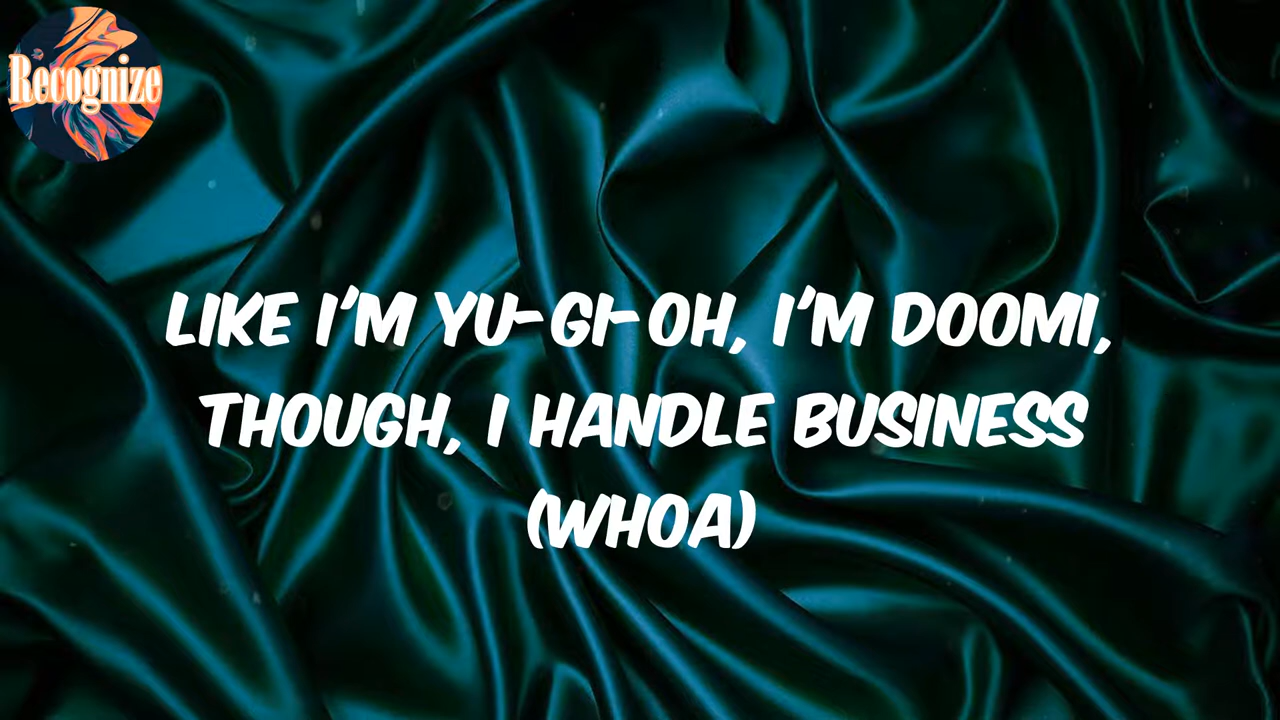 Recognize
LIKE I'M YU-GI-OH, I'M DOOMI,
THOUGH, I HANDLE BUSINESS
(WHOA)